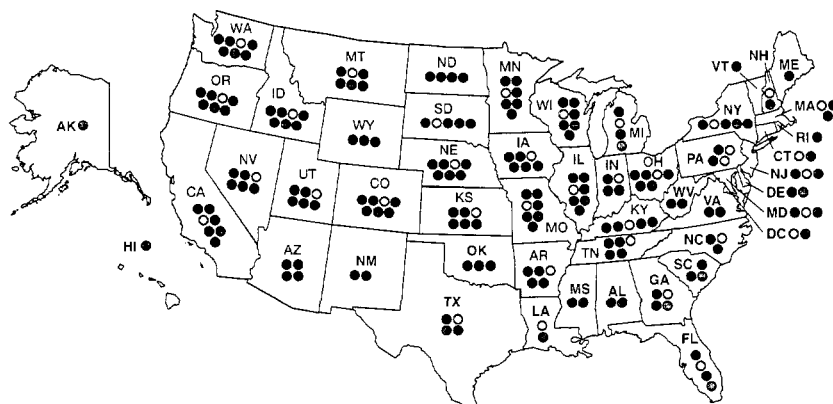 WA
MT
ND
MN
VT
NH
ME
OR
ID
WI
MI
NY
MA
AK
WY
SD
RI
IA
PA
CT
NV
NE
IL
IN
OH
NJ
UT
CO
DE
CA
KS
WV
VA
MD
KY
MO
DC
HI
NC
TN
AZ
NM
OK
AR
SC
MS
AL
GA
TX
LA
FL